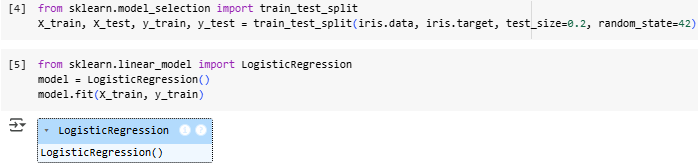 [4] from sklearn.model_selection import train_test_split
X_train, X_test, y_train, y_test = train_test_split(iris.data, iris.target, test_size=0.2, random_state=42)
[5] from sklearn.linear_model import LogisticRegression
model = LogisticRegression()
model.fit(X_train, y_train)
LogisticRegression i ?
LogisticRegression()